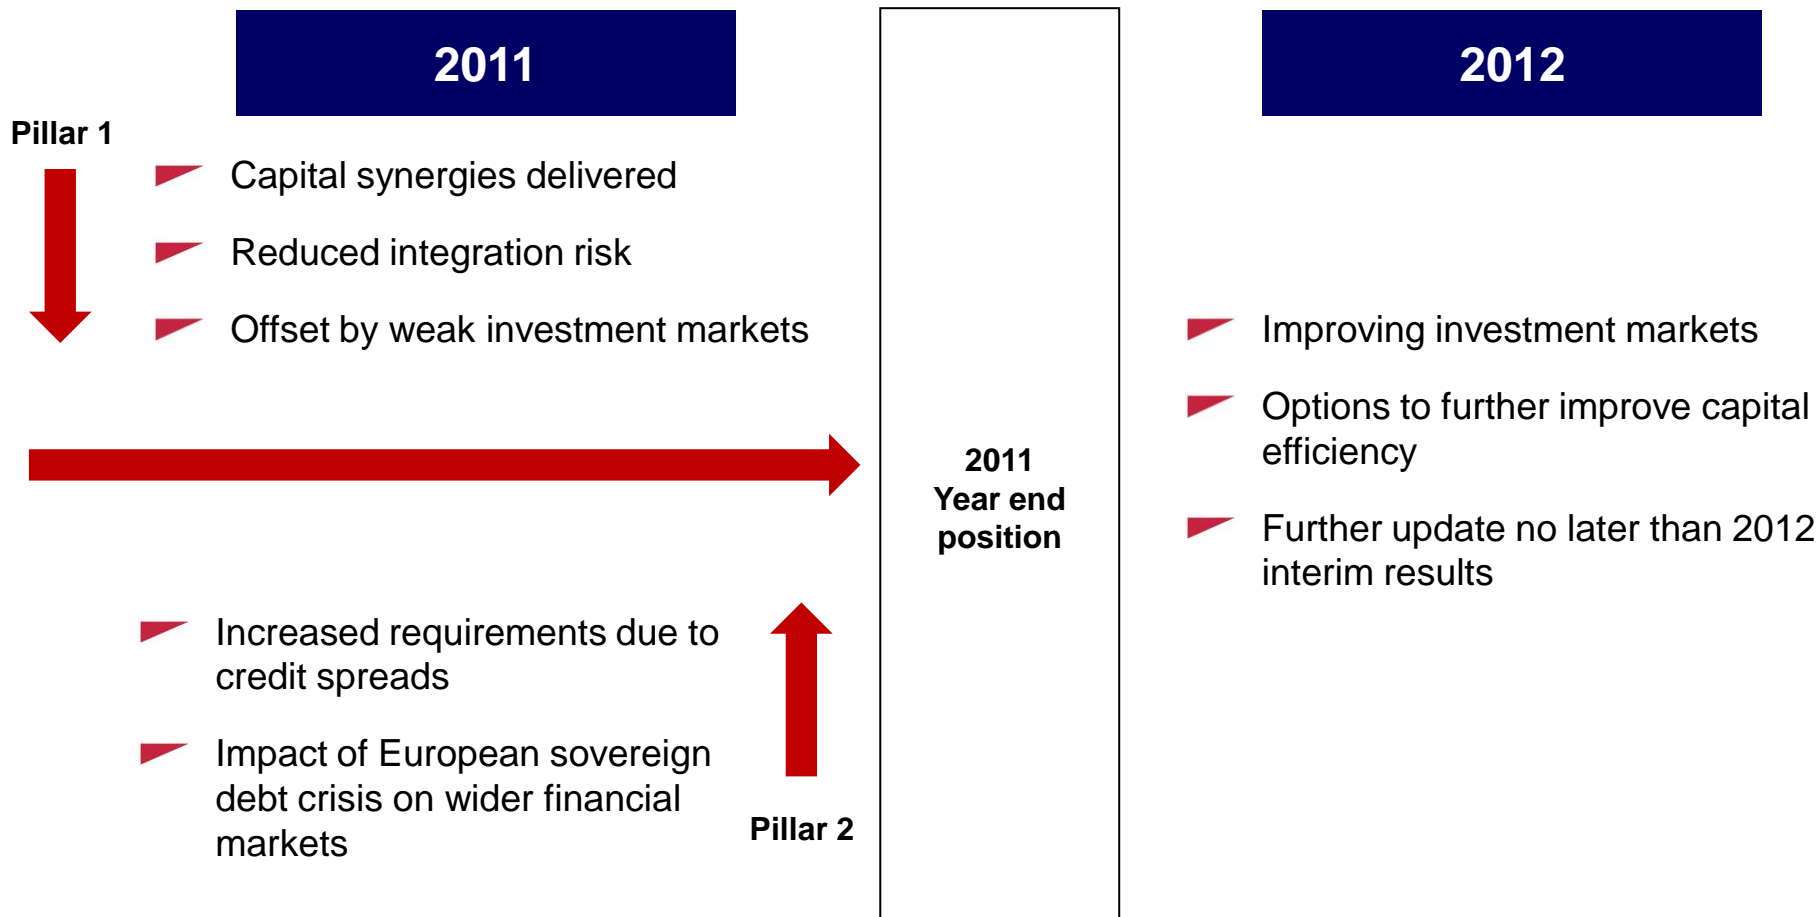 2011
Pillar 1
Capital synergies delivered
Reduced integration risk
Offset by weak investment markets
Increased requirements due to
credit spreads
Impact of European sovereign
debt crisis on wider financial
markets
Pillar 2
2011
Year end
position
2012
Improving investment markets
Options to further improve capital
efficiency
Further update no later than 2012
interim results